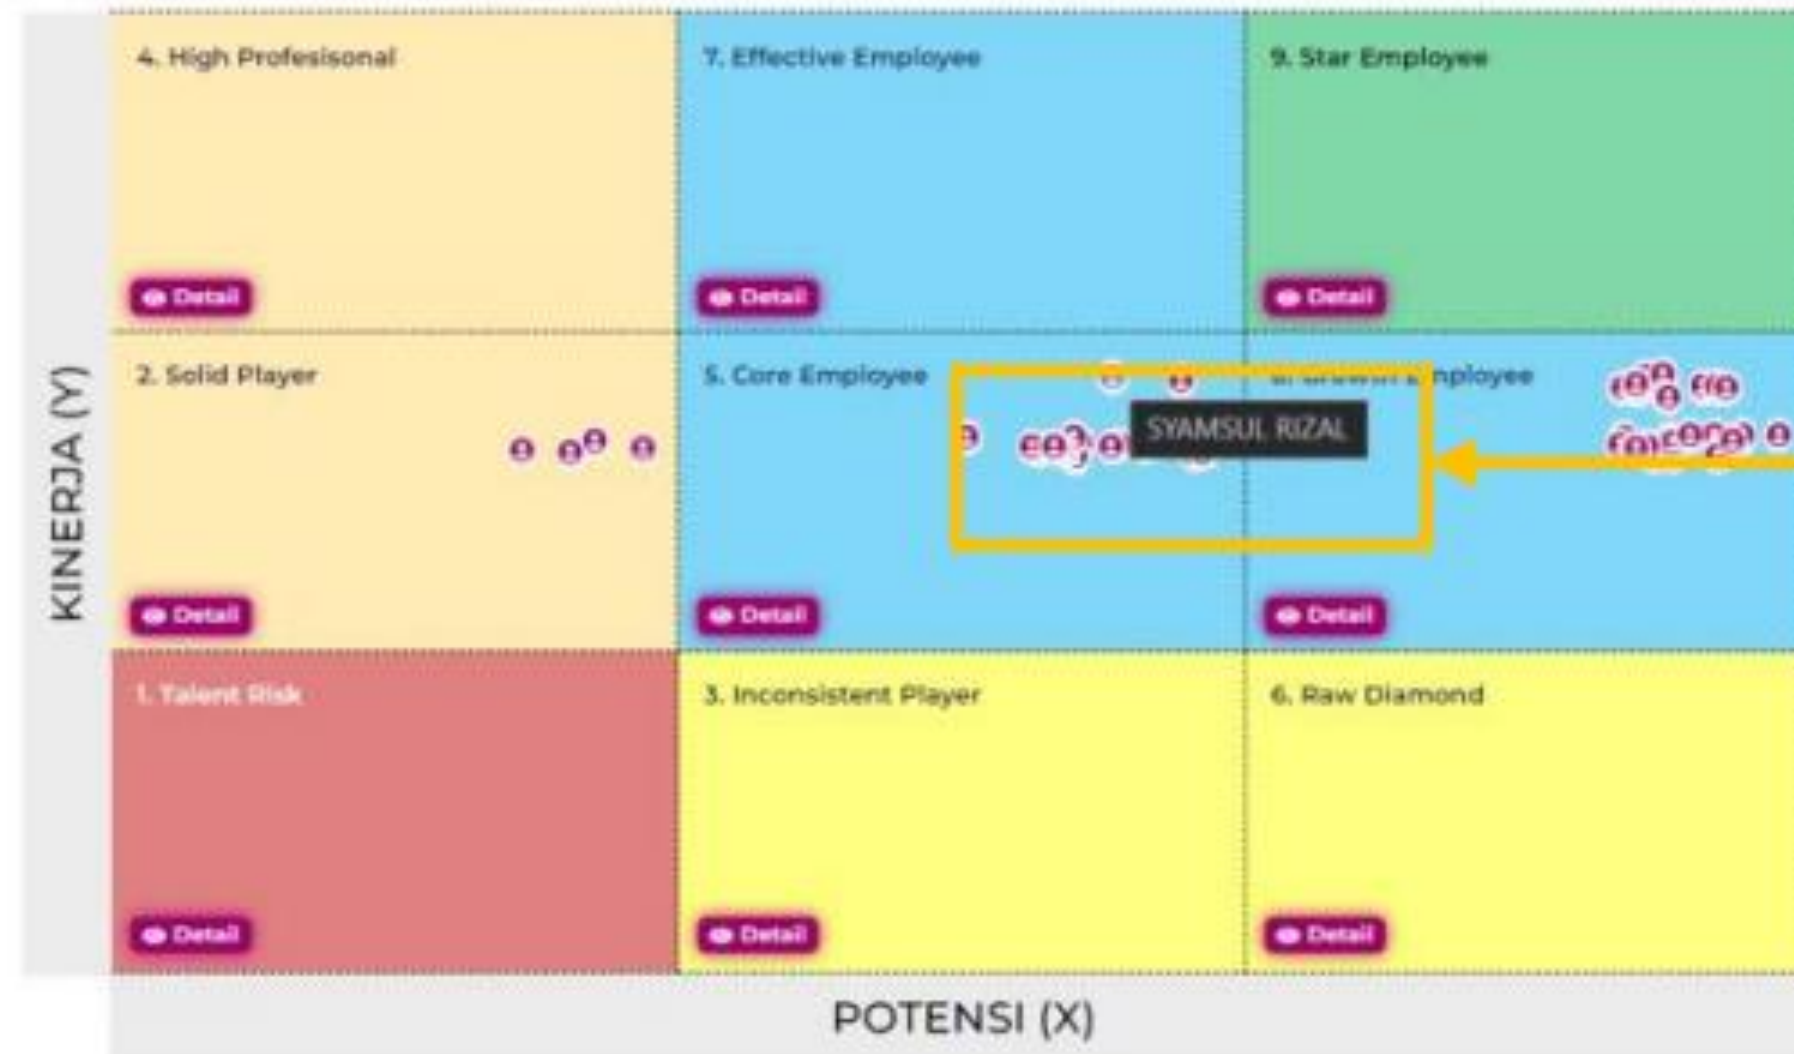 4. High Profesisonal
7. Effective Employee
9. Star Employee
Detail
Detail
Detail
KINERJA (Y)
2. Solid Player
5. Core Employee
Employee
SYAMSUL RIZAL
Detail
Detail
Detail
1. Talent Risk
3. Inconsistent Player
6. Raw Diamond
Detail
Detail
Detail
POTENSI (X)